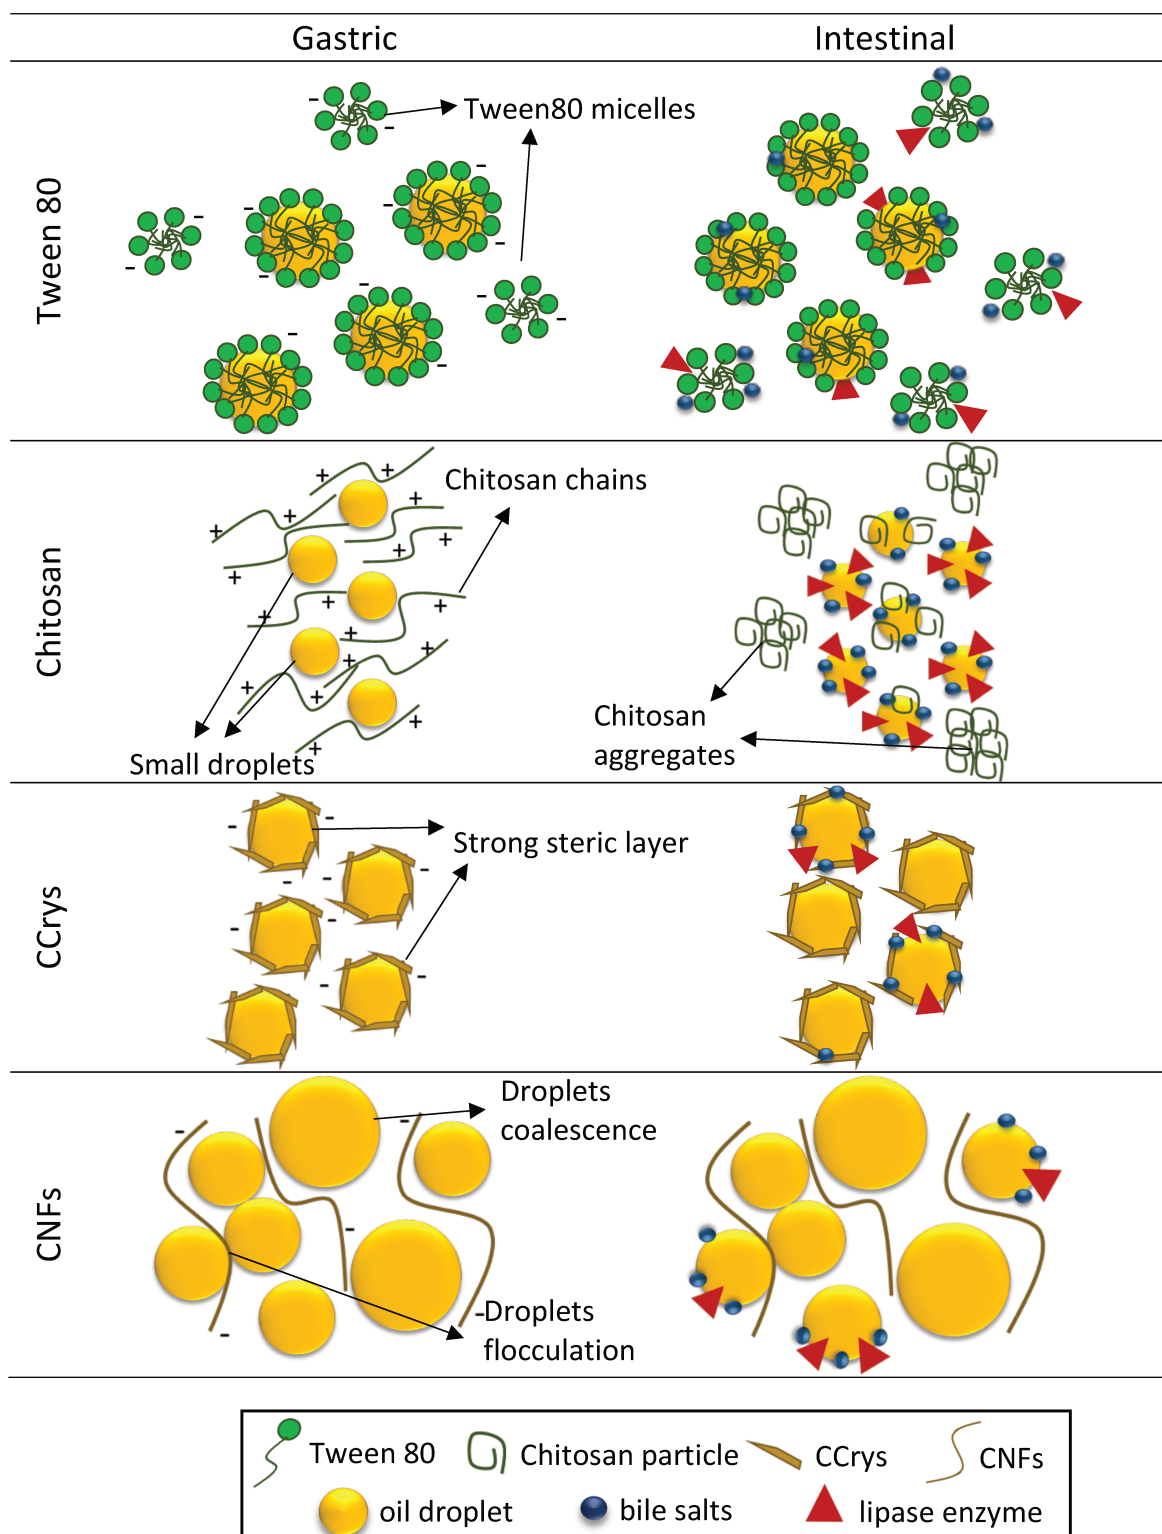 Gastric Intestinal
Tween 80
Tween80 micelles
Chitosan
Chitosan chains
Small droplets
Chitosan
aggregates
CCrys
Strong steric layer
CNFs
Droplets
coalescence
Droplets
flocculation
Tween 80 Chitosan particle CCrys CNFs
oil droplet bile salts lipase enzyme